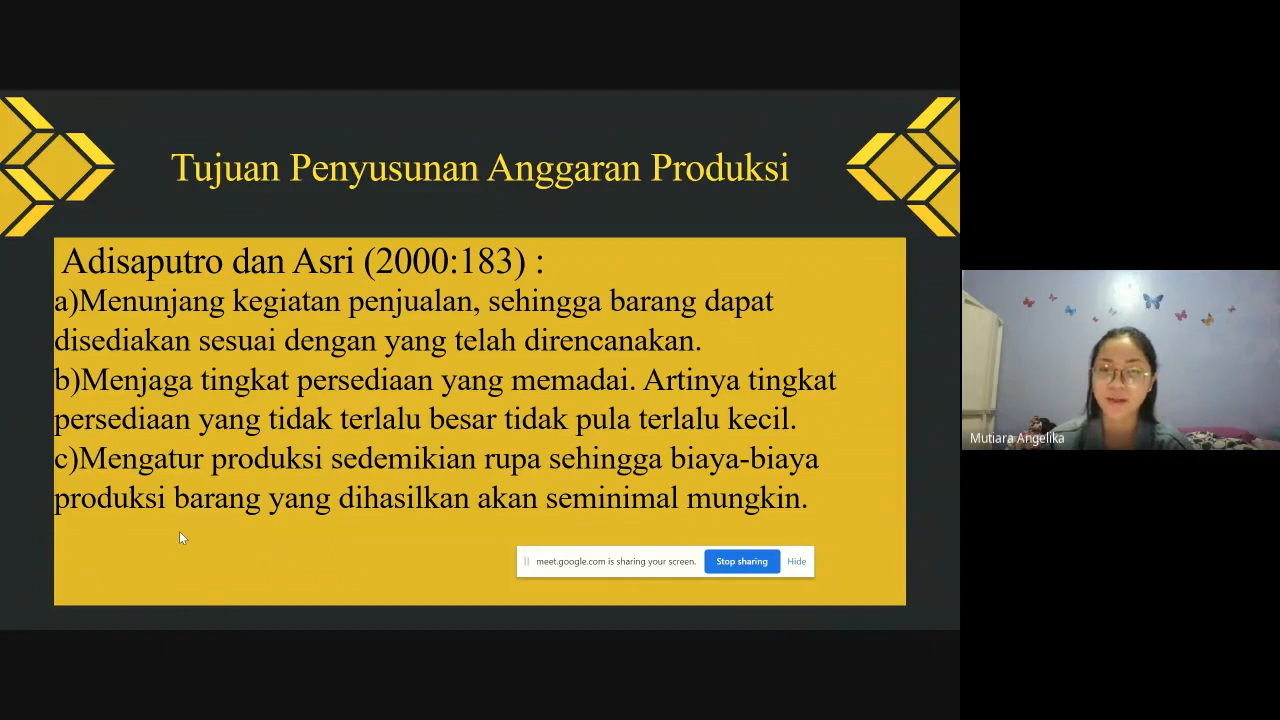 Tujuan Penyusunan Anggaran Produksi
Adisaputro dan Asri (2000:183) :
a)Menunjang kegiatan penjualan, sehingga barang dapat
disediakan sesuai dengan yang telah direncanakan.
b)Menjaga tingkat persediaan yang memadai. Artinya tingkat
persediaan yang tidak terlalu besar tidak pula terlalu kecil.
c)Mengatur produksi sedemikian rupa sehingga biaya-biaya
produksi barang yang dihasilkan akan seminimal mungkin.
meet.google.com is sharing your screen. Stop sharing Hide
Mutiara Angelika